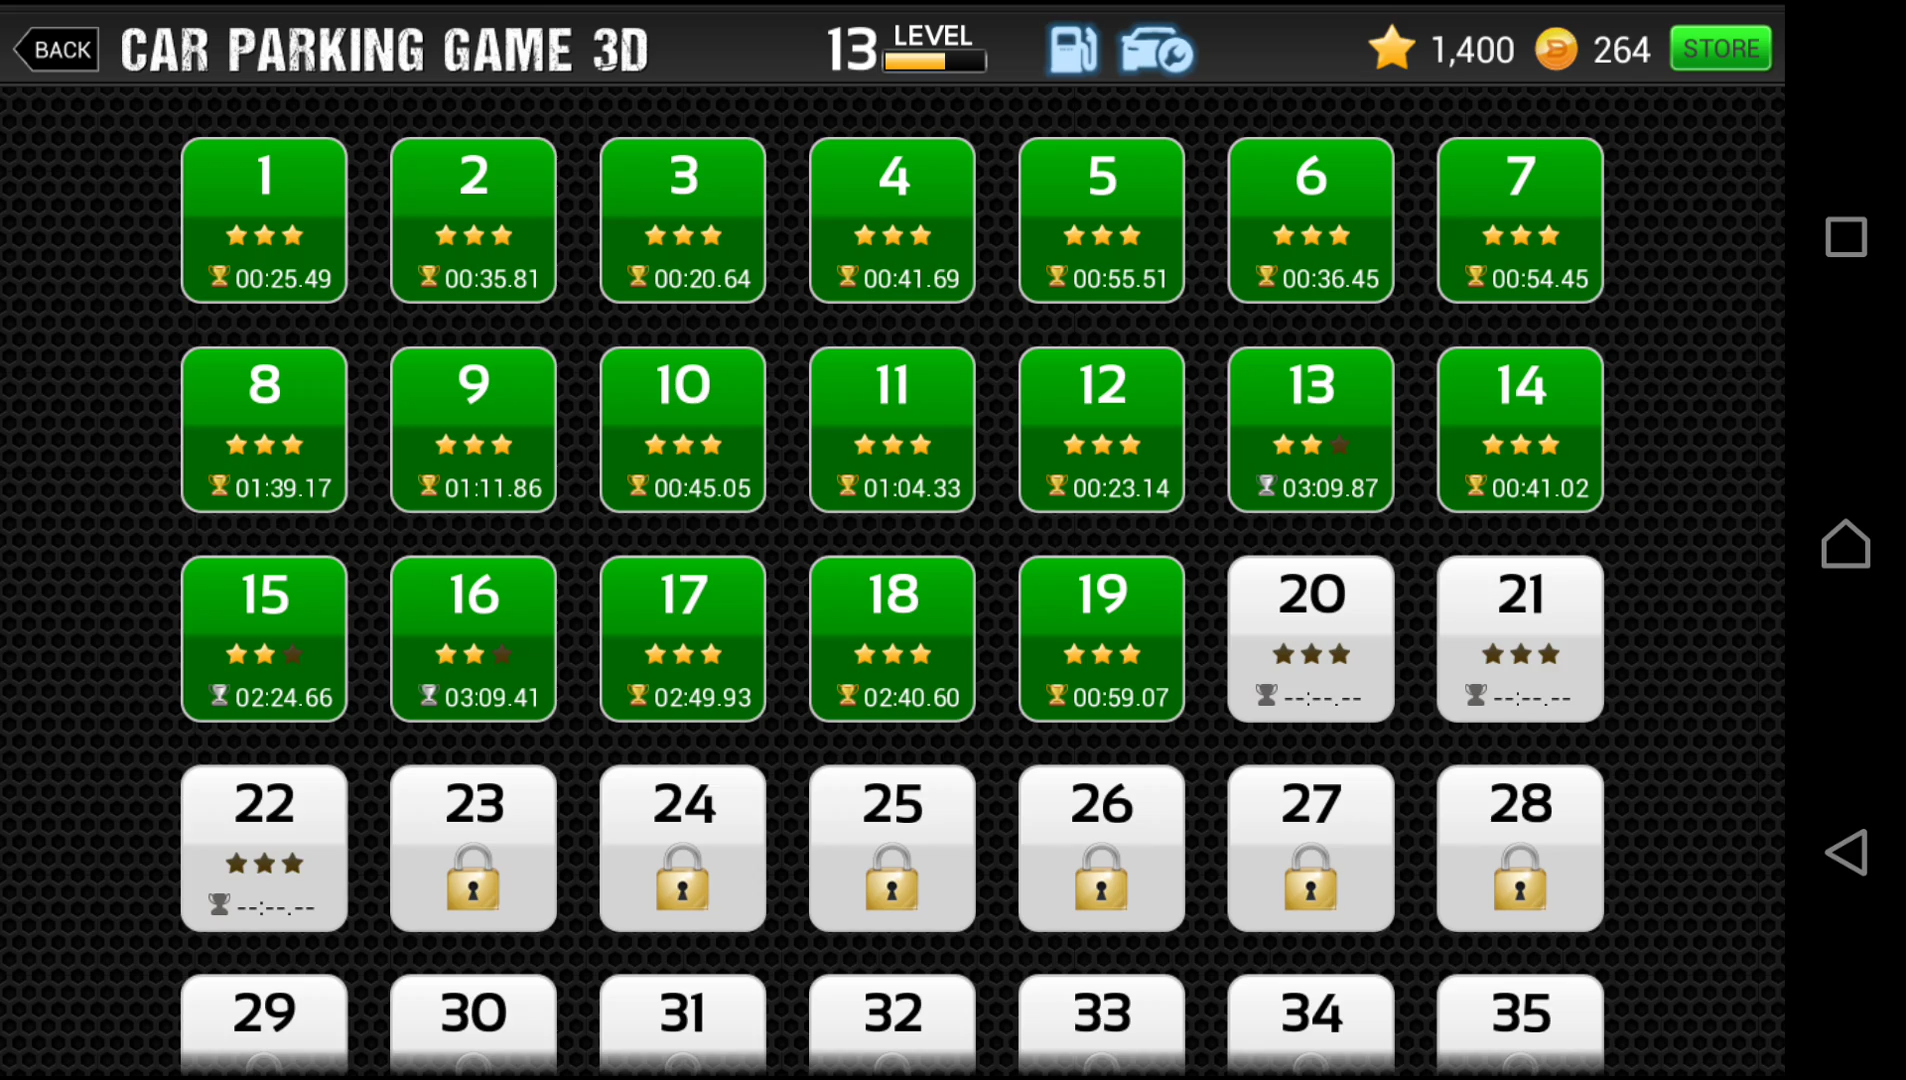 BACK CAR PARKING GAME 3D 13 LEVEL 1,400 264 STORE
1 2 3 4 5 6 7
00:25.49 00:35.81 00:20.64 00:41.69 00:55.51 00:36.45 00:54.45
8 9 10 11 12 13 14
01:39.17 01:11.86 00:45.05 01:04.33 00:23.14 03:09.87 00:41.02
15 16 17 18 19 20 21
02:24.66 03:09.41 02:49.93 02:40.60 00:59.07 --:--.-- --:--.--
22 23 24 25 26 27 28
--:--.--
29 30 31 32 33 34 35